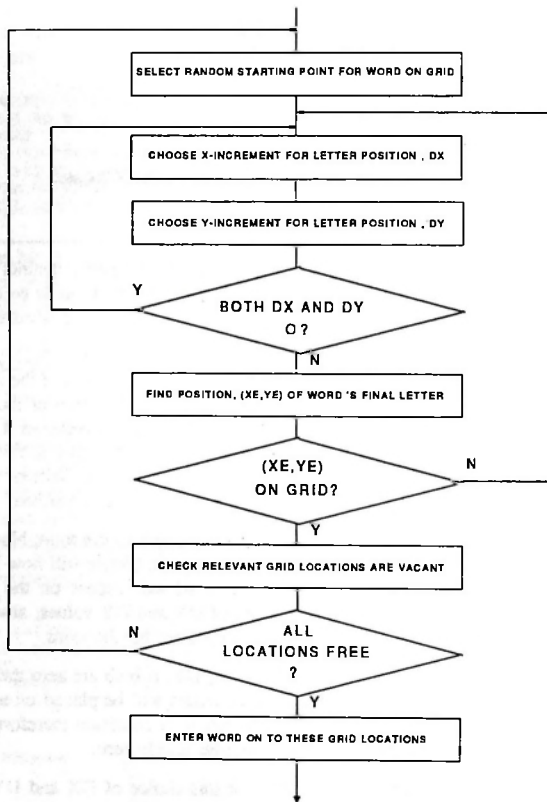 SELECT RANDOM STARTING POINT FOR WORD ON GRID
CHOOSE X-INCREMENT FOR LETTER POSITION , DX
CHOOSE Y-INCREMENT FOR LETTER POSITION , DY
Y
BOTH DX AND DY
O?
N
FIND POSITION, (XE,YE) OF WORD'S FINAL LETTER
(XE,YE)
ON GRID?
N
Y
CHECK RELEVANT GRID LOCATIONS ARE VACANT
N
ALL
LOCATIONS FREE
?
Y
ENTER WORD ON TO THESE GRID LOCATIONS